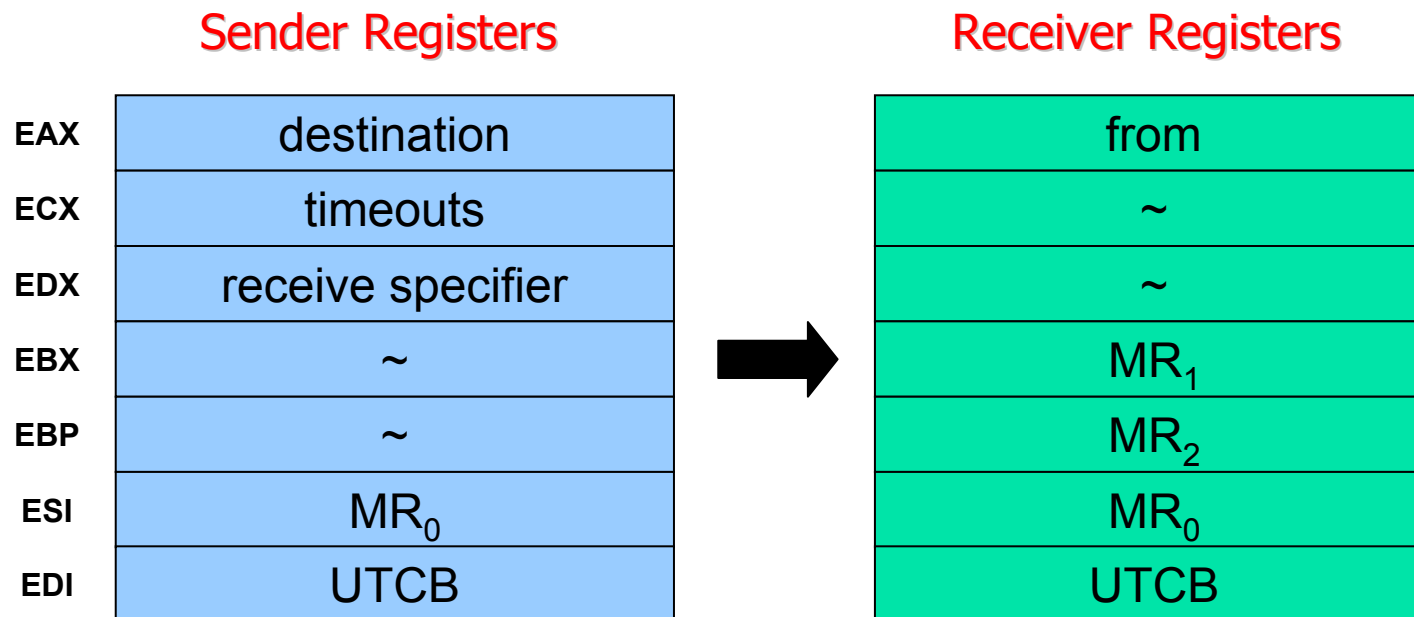 Sender Registers Receiver Registers
EAX destination from
ECX timeouts ~
EDX receive specifier ~
EBX ~ MR₁
EBP ~ MR₂
ESI MR₀ MR₀
EDI UTCB UTCB